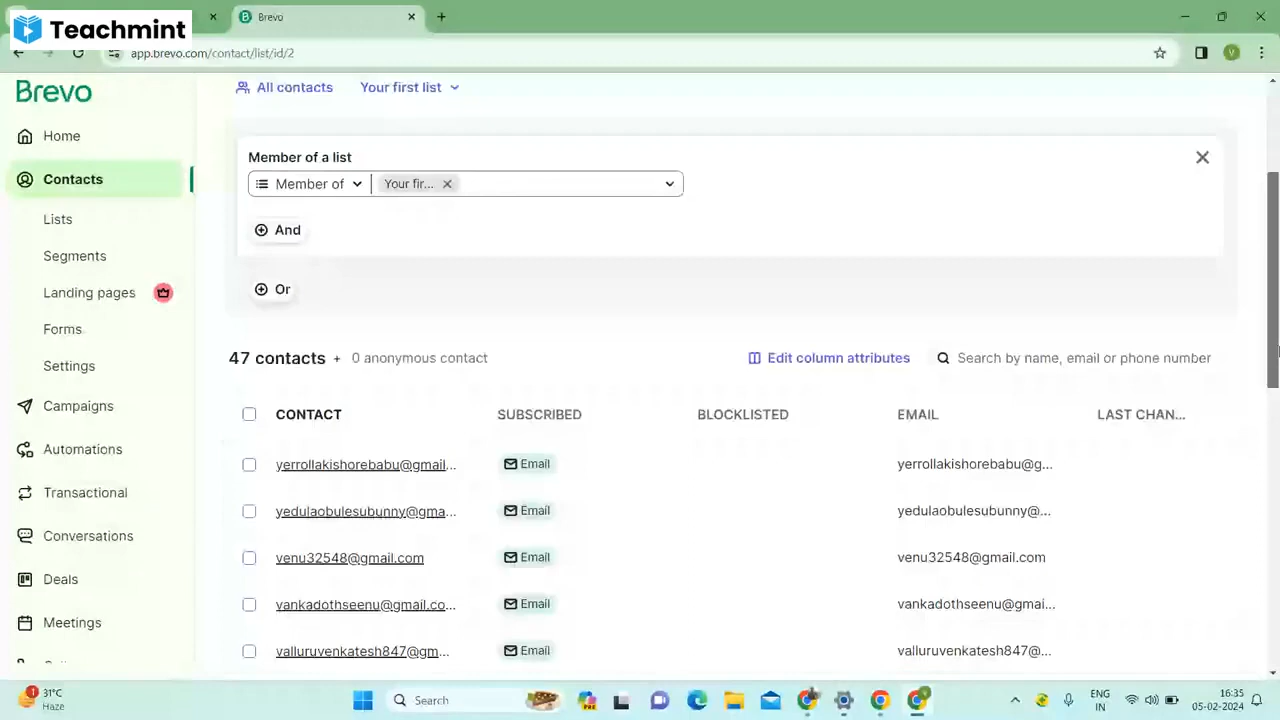 Teachmint
Brevo
app.brevo.com/contact/list/id/2
V
Brevo
All contacts Your first list
Home
Member of a list
Contacts
Member of Your fir...
Lists
And
Segments
Landing pages
Or
Forms
47 contacts + 0 anonymous contact Edit column attributes Search by name, email or phone number
Settings
Campaigns
CONTACT SUBSCRIBED BLOCKLISTED EMAIL LAST CHAN...
Automations
yerrollakishorebabu@gmail... Email yerrollakishorebabu@g...
Transactional
yedulaobulesubunny@gma... Email yedulaobulesubunny@...
Conversations
venu32548@gmail.com Email venu32548@gmail.com
Deals
vankadothseenu@gmail.co... Email vankadothseenu@gmai...
Meetings
valluruvenkatesh847@gm... Email valluruvenkatesh847@...
1 31°C
Haze
Search
ENG
IN
16:35
05-02-2024